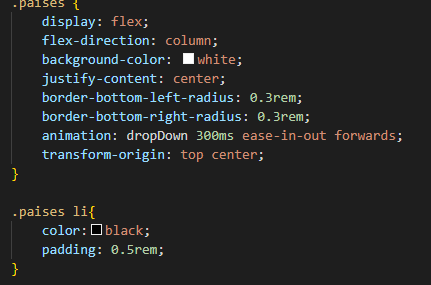 .paises {
display: flex;
flex-direction: column;
background-color: white;
justify-content: center;
border-bottom-left-radius: 0.3rem;
border-bottom-right-radius: 0.3rem;
animation: dropDown 300ms ease-in-out forwards;
transform-origin: top center;
}
.paises li{
color:black;
padding: 0.5rem;
}